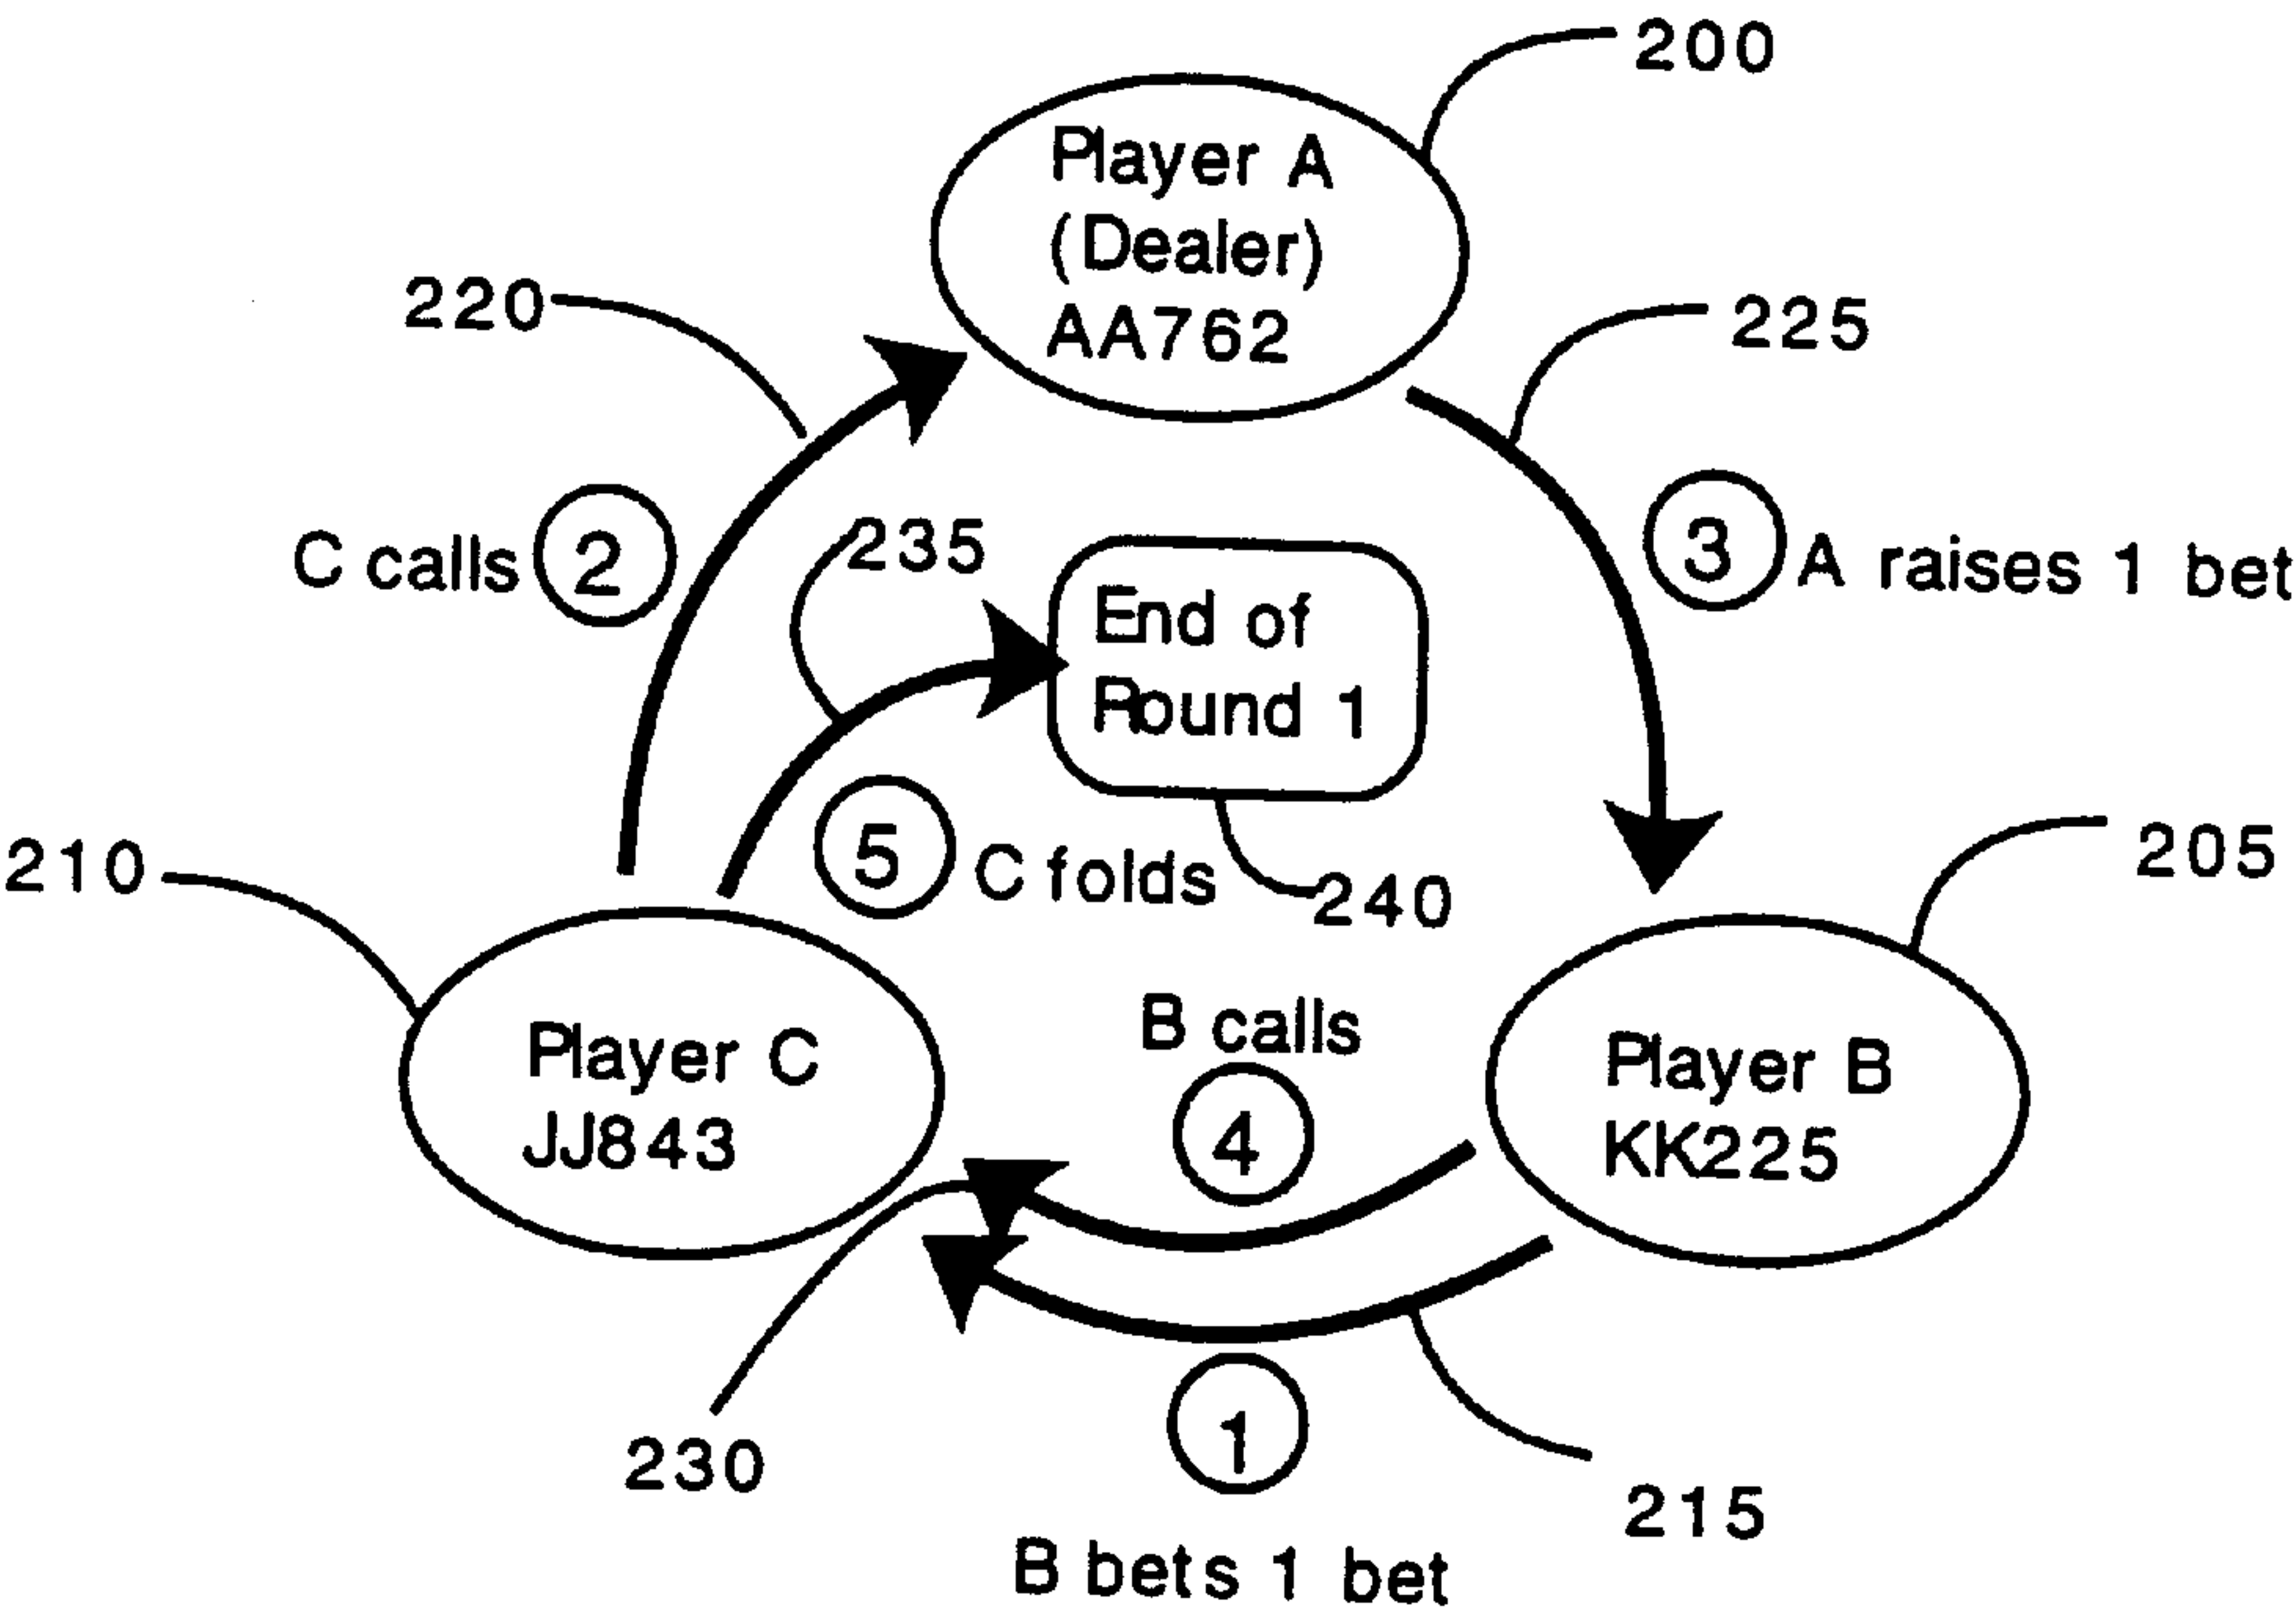 200
Player A
(Dealer)
AA762
220
225
C calls 2
235
3 A raises 1 bet
End of
Round 1
210
5 C folds
240
205
B calls
4
Player C
JJ843
Player B
KK225
230
1
215
B bets 1 bet